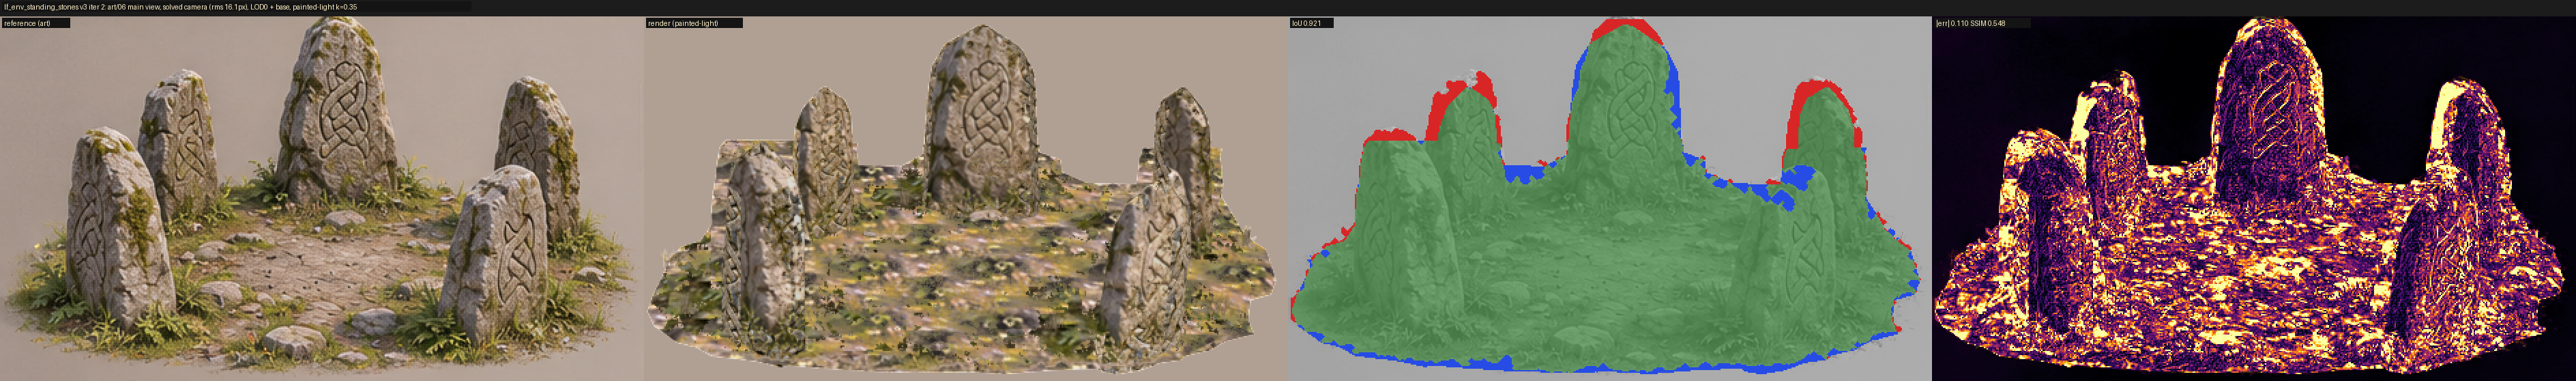 lf_env_standing_stones v3 iter 2: art/06 main view, solved camera (rms 16.1px), LOD0 + base, painted-light k=0.35
reference (art)
render (painted-light)
IoU 0.921
|err| 0.110 SSIM 0.548